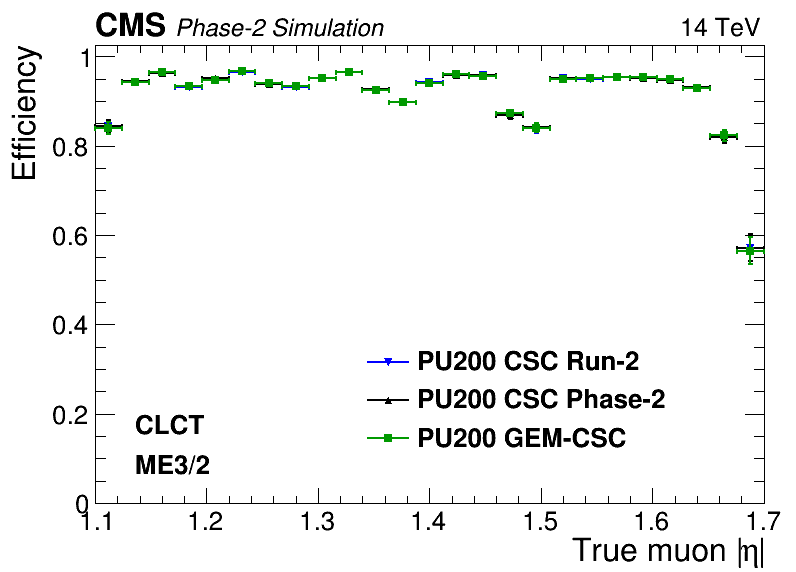 CMS Phase-2 Simulation 14 TeV
Efficiency
1
0.8
0.6
0.4
0.2
0
PU200 CSC Run-2
PU200 CSC Phase-2
PU200 GEM-CSC
CLCT
ME3/2
1.1 1.2 1.3 1.4 1.5 1.6 1.7
True muon |η|